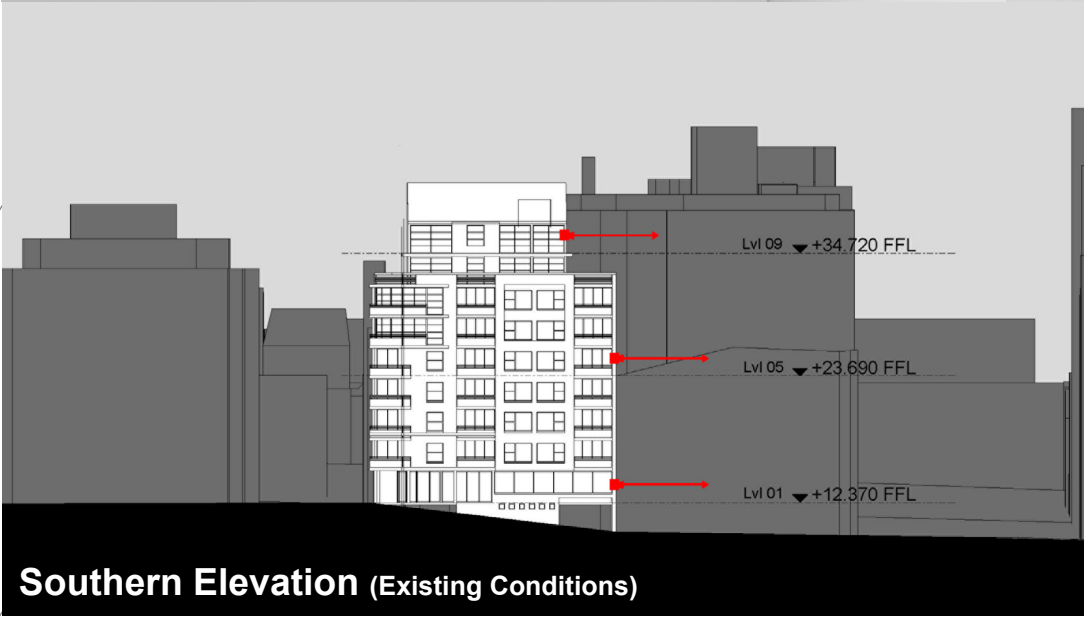 Lvl 09 +34.720 FFL
Lvl 05 +23.690 FFL
Lvl 01 +12.370 FFL
Southern Elevation (Existing Conditions)